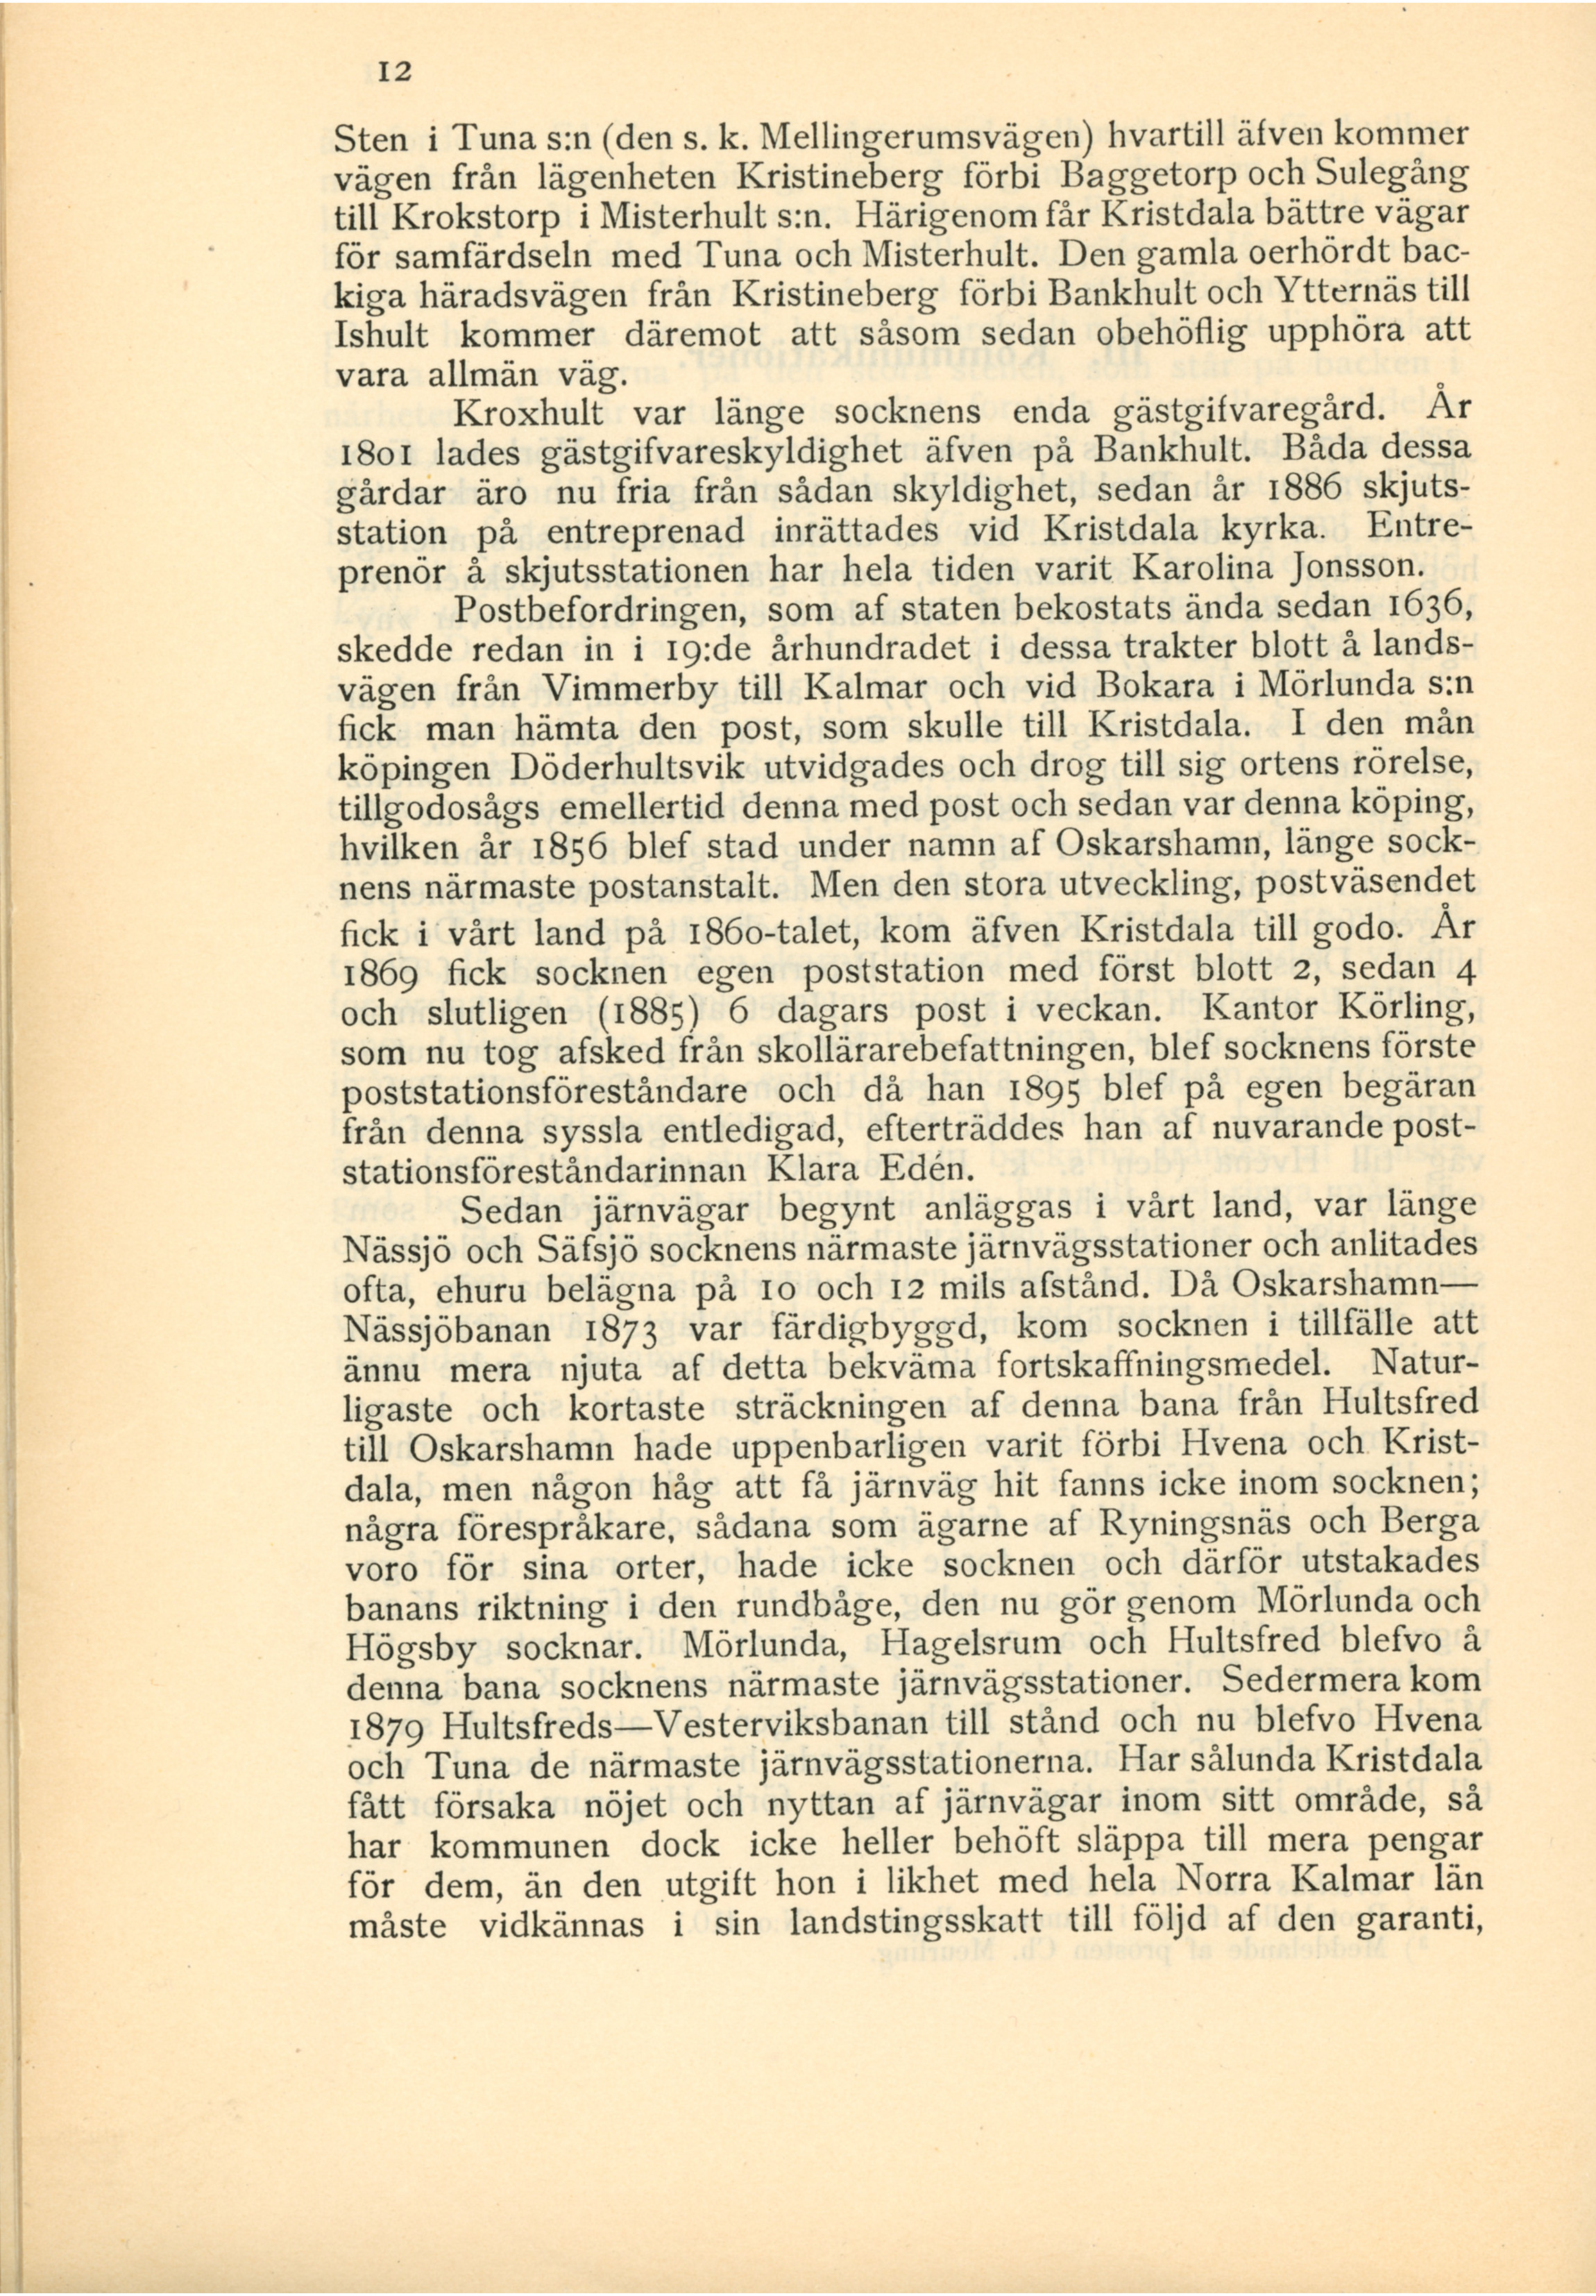 12
Sten i Tuna s:n (den s. k. Mellingerumsvägen) hvartill äfven kommer
vägen från lägenheten Kristineberg förbi Baggetorp och Sulegång
till Krokstorp i Misterhult s:n. Härigenom får Kristdala bättre vägar
för samfärdseln med Tuna och Misterhult. Den gamla oerhördt bac-
kiga häradsvägen från Kristineberg förbi Bankhult och Ytternäs till
Ishult kommer däremot att såsom sedan obehöflig upphöra att
vara allmän väg.
Kroxhult var länge socknens enda gästgifvaregård. År
1801 lades gästgifvareskyldighet äfven på Bankhult. Båda dessa
gårdar äro nu fria från sådan skyldighet, sedan år 1886 skjuts-
station på entreprenad inrättades vid Kristdala kyrka. Entre-
prenör å skjutsstationen har hela tiden varit Karolina Jonsson.
Postbefordringen, som af staten bekostats ända sedan 1636,
skedde redan in i 19:de århundradet i dessa trakter blott å lands-
vägen från Vimmerby till Kalmar och vid Bokara i Mörlunda s:n
fick man hämta den post, som skulle till Kristdala. I den mån
köpingen Döderhultsvik utvidgades och drog till sig ortens rörelse,
tillgodosågs emellertid denna med post och sedan var denna köping,
hvilken år 1856 blef stad under namn af Oskarshamn, länge sock-
nens närmaste postanstalt. Men den stora utveckling, postväsendet
fick i vårt land på 1860-talet, kom äfven Kristdala till godo. År
1869 fick socknen egen poststation med först blott 2, sedan 4
och slutligen (1885) 6 dagars post i veckan. Kantor Körling,
som nu tog afsked från skollärarebefattningen, blef socknens förste
poststationsföreståndare och då han 1895 blef på egen begäran
från denna syssla entledigad, efterträddes han af nuvarande post-
stationsföreståndarinnan Klara Edén.
Sedan järnvägar begynt anläggas i vårt land, var länge
Nässjö och Säfsjö socknens närmaste järnvägsstationer och anlitades
ofta, ehuru belägna på 10 och 12 mils afstånd. Då Oskarshamn—
Nässjöbanan 1873 var färdigbyggd, kom socknen i tillfälle att
ännu mera njuta af detta bekväma fortskaffningsmedel. Natur-
ligaste och kortaste sträckningen af denna bana från Hultsfred
till Oskarshamn hade uppenbarligen varit förbi Hvena och Krist-
dala, men någon håg att få järnväg hit fanns icke inom socknen;
några förespråkare, sådana som ägarne af Ryningsnäs och Berga
voro för sina orter, hade icke socknen och därför utstakades
banans riktning i den rundbåge, den nu gör genom Mörlunda och
Högsby socknar. Mörlunda, Hagelsrum och Hultsfred blefvo å
denna bana socknens närmaste järnvägsstationer. Sedermera kom
1879 Hultsfreds—Vesterviksbanan till stånd och nu blefvo Hvena
och Tuna de närmaste järnvägsstationerna. Har sålunda Kristdala
fått försaka nöjet och nyttan af järnvägar inom sitt område, så
har kommunen dock icke heller behöft släppa till mera pengar
för dem, än den utgift hon i likhet med hela Norra Kalmar län
måste vidkännas i sin landstingsskatt till följd af den garanti,